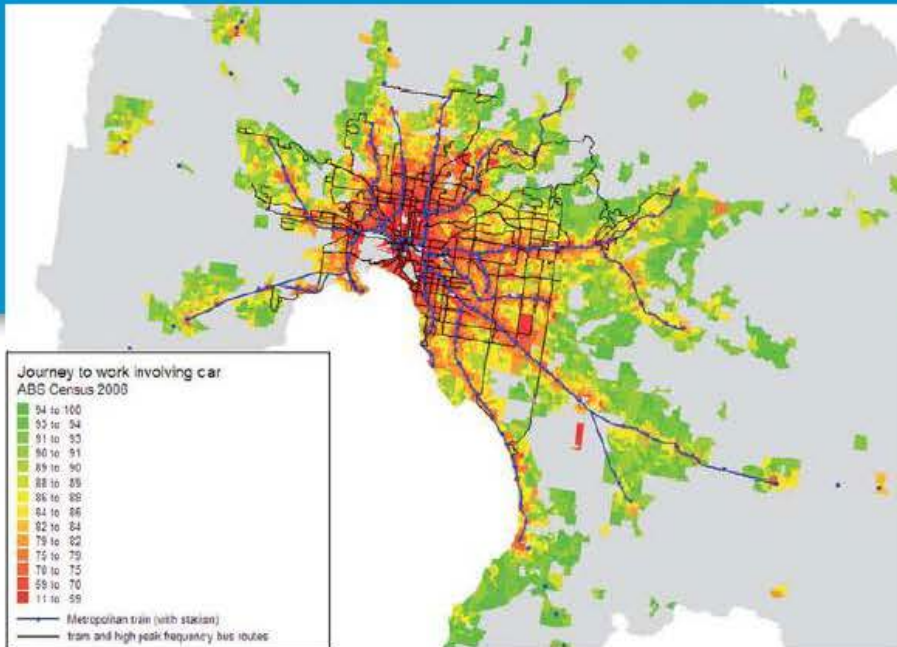 Journey to work involving car
ABS Census 2006
94 to 100
93 to 94
91 to 93
90 to 91
89 to 90
88 to 89
86 to 88
84 to 86
82 to 84
79 to 82
75 to 79
70 to 75
59 to 70
11 to 59
Metropolitan train (with station)
tram and high peak frequency bus routes